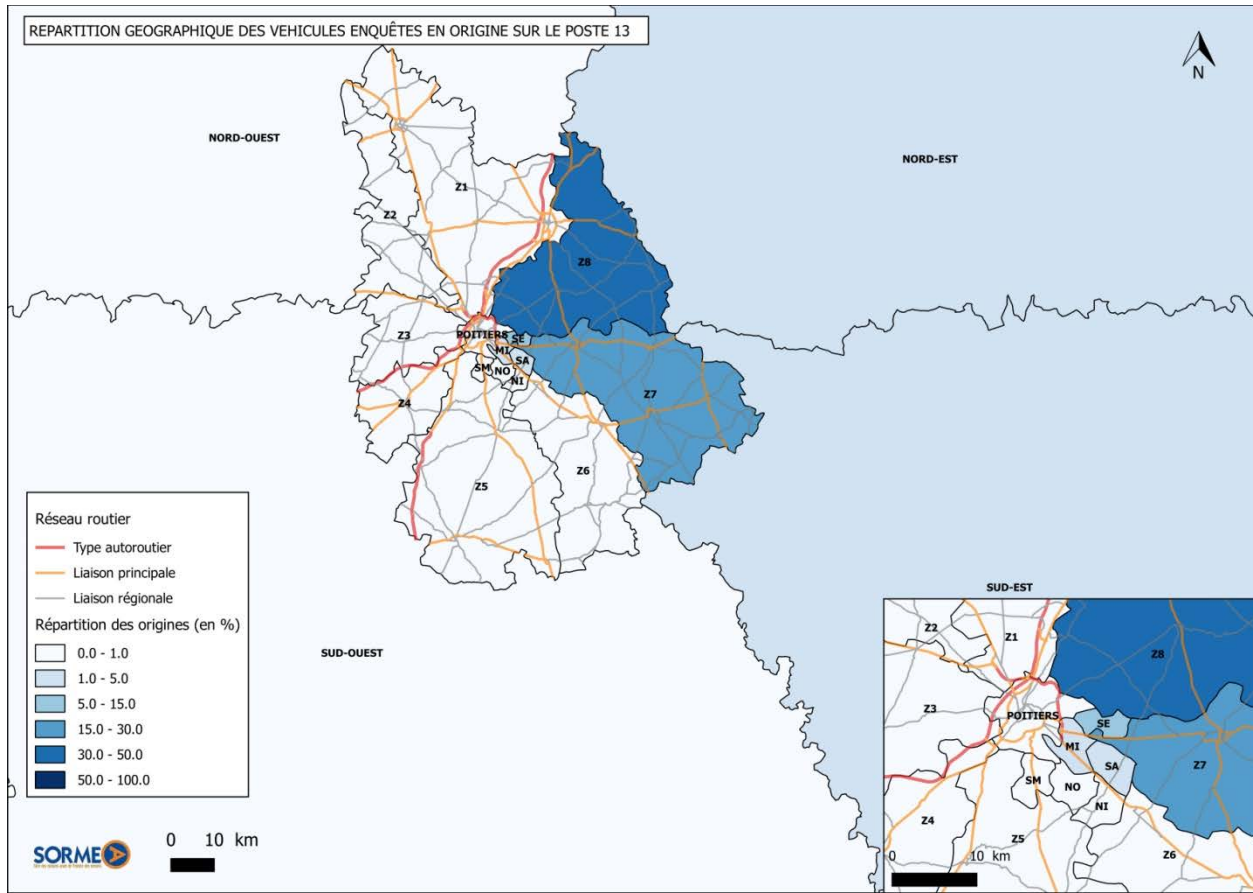 REPARTITION GEOGRAPHIQUE DES VEHICULES ENQUÊTES EN ORIGINE SUR LE POSTE 13
N
NORD-OUEST
NORD-EST
Z1
Z2
Z8
Z3
POITIERS
SE
MI
SA
SM
NO
NI
Z7
Z4
Z6
Z5
Réseau routier
Type autoroutier
Liaison principale
Liaison régionale
Répartition des origines (en %)
0.0 - 1.0
1.0 - 5.0
5.0 - 15.0
15.0 - 30.0
30.0 - 50.0
50.0 - 100.0
SUD-OUEST
SUD-EST
SORMEA
0 10 km
Z2
Z1
Z8
Z3
POITIERS
SE
MI
SA
Z7
SM
NO
NI
Z4
Z5
Z6
0 10 km